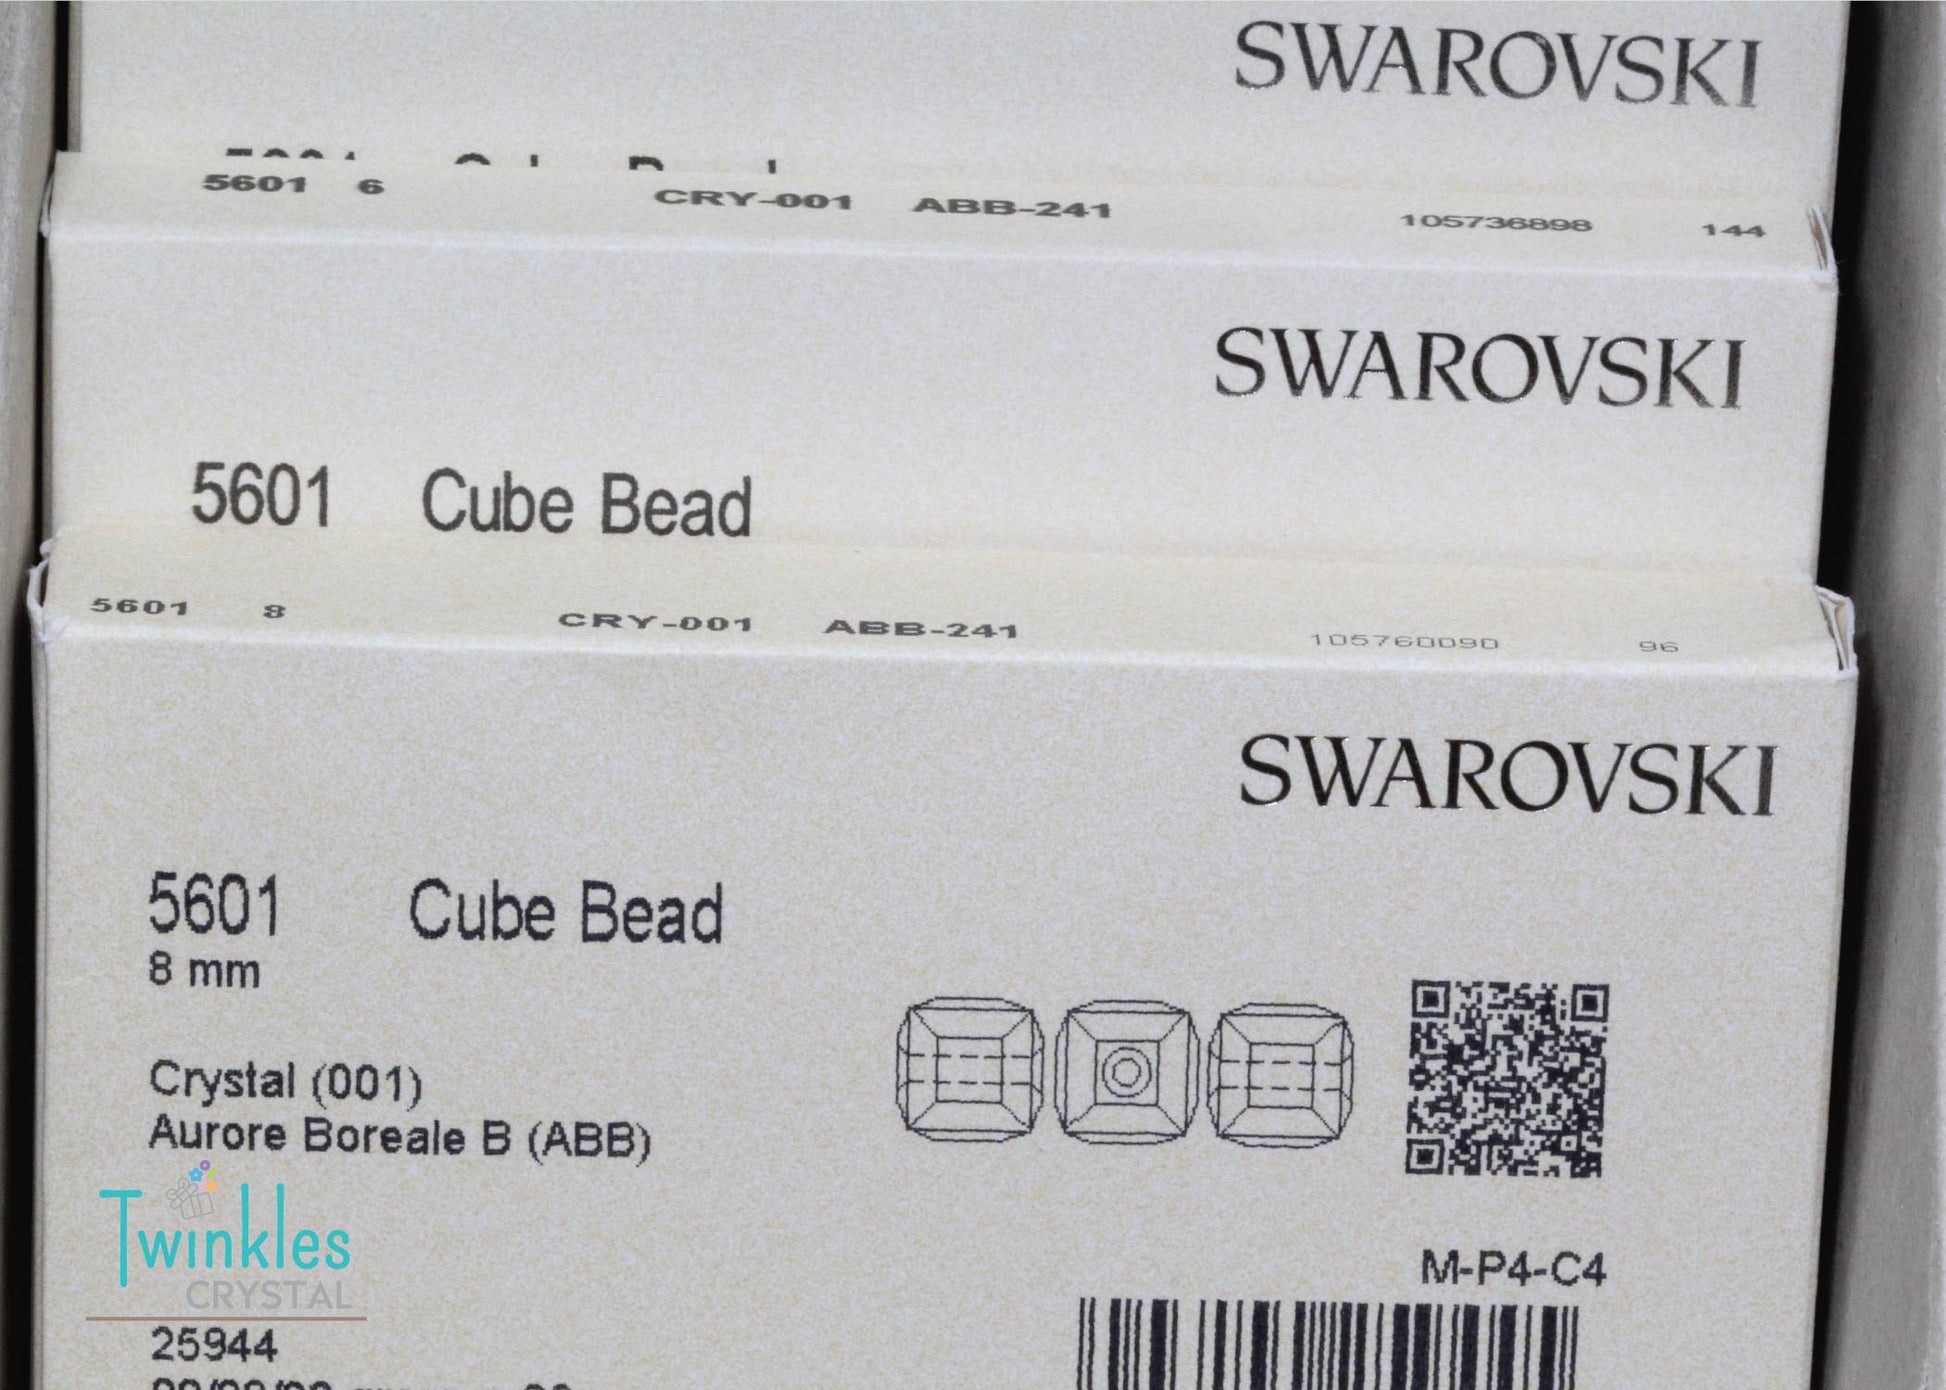 SWAROVSKI
5601 6 CRY-001 ABB-241 105736898 144
SWAROVSKI
5601 Cube Bead
5601 8 CRY-001 ABB-241 105760090 96
SWAROVSKI
5601 Cube Bead
8 mm
Crystal (001)
Aurore Boreale B (ABB)
M-P4-C4
Twinkles
CRYSTAL
25944